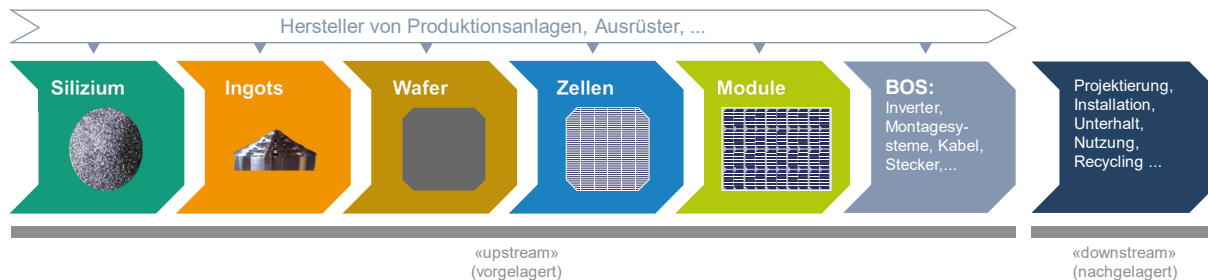 Hersteller von Produktionsanlagen, Ausrüster, ...
Silizium
Ingots
Wafer
Zellen
Module
BOS:
Inverter,
Montagesy-
steme, Kabel,
Stecker,...
Projektierung,
Installation,
Unterhalt,
Nutzung,
Recycling ...
«upstream»
(vorgelagert)
«downstream»
(nachgelagert)